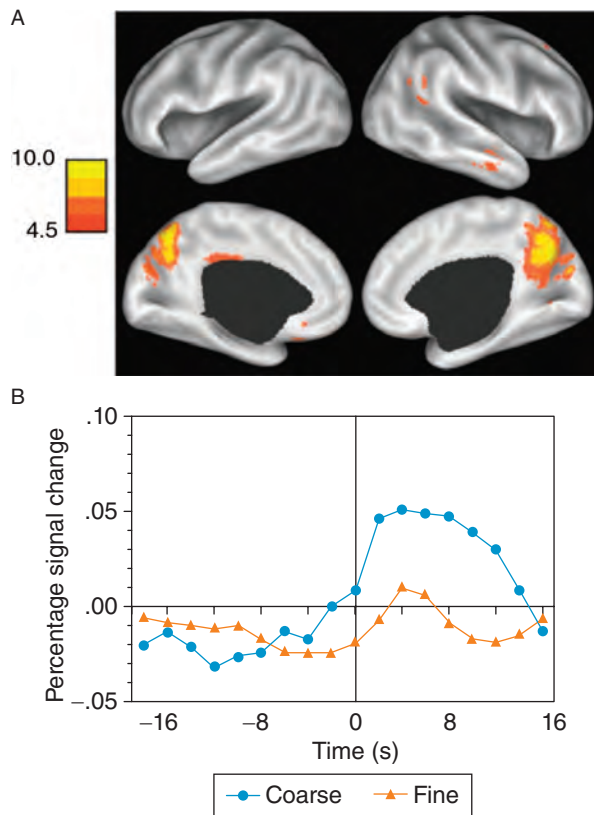 A
10.0
4.5
B
.10
.05
.00
−.05
Percentage signal change
−16 −8 0 8 16
Time (s)
Coarse Fine